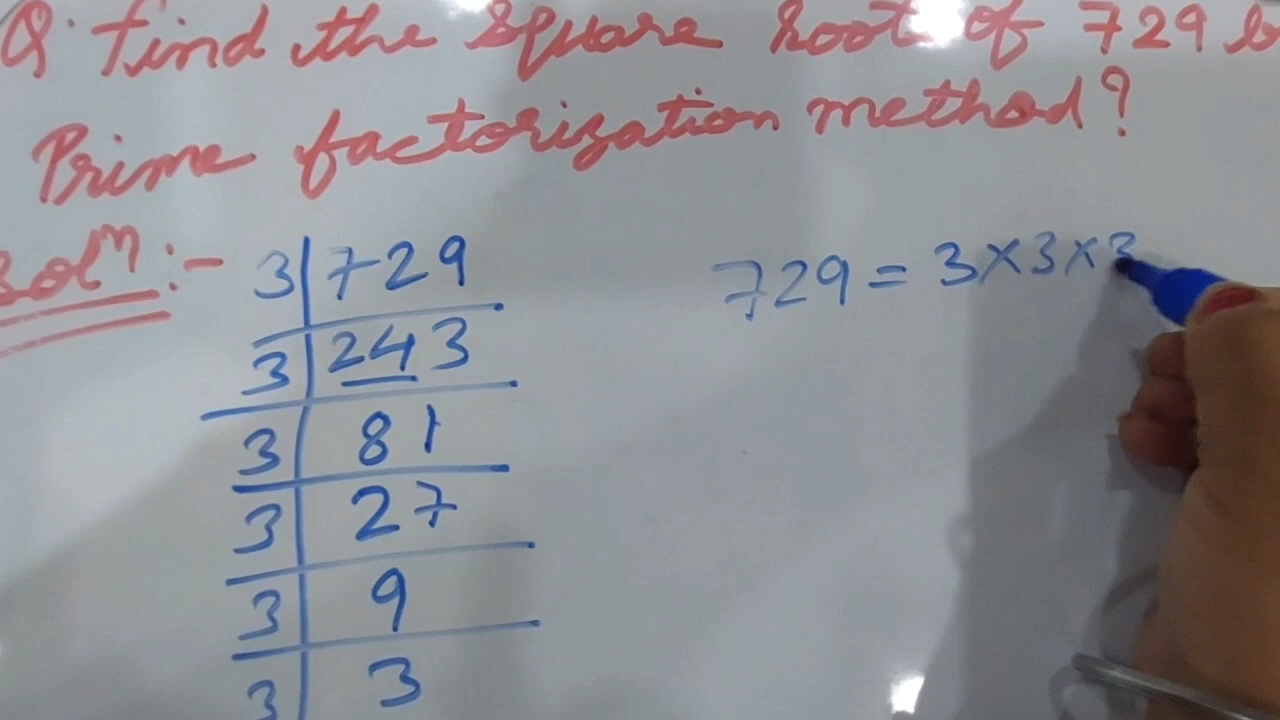 Q. Find the square root of 729
Prime factorization method?
Solⁿ :-
3 | 729
3 | 243
3 | 81
3 | 27
3 | 9
3 | 3
729 = 3×3×3